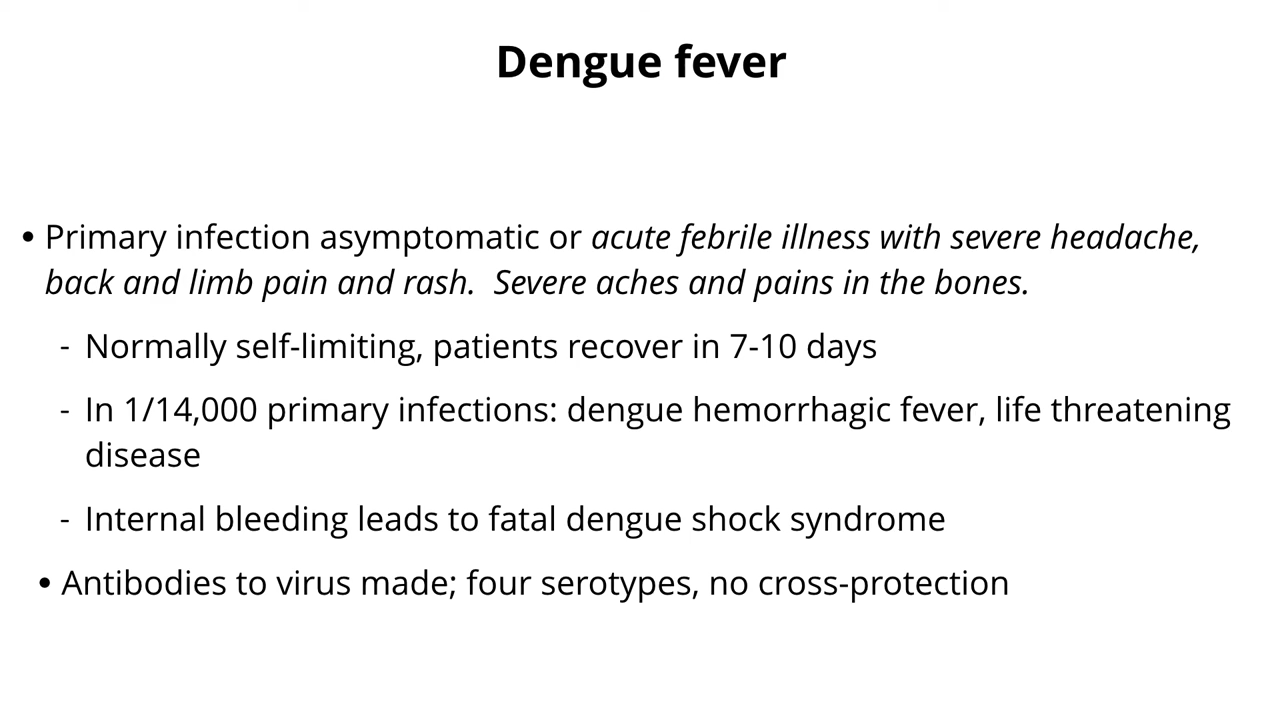 Dengue fever
• Primary infection asymptomatic or acute febrile illness with severe headache,
back and limb pain and rash.  Severe aches and pains in the bones.
- Normally self-limiting, patients recover in 7-10 days
- In 1/14,000 primary infections: dengue hemorrhagic fever, life threatening
disease
- Internal bleeding leads to fatal dengue shock syndrome
• Antibodies to virus made; four serotypes, no cross-protection